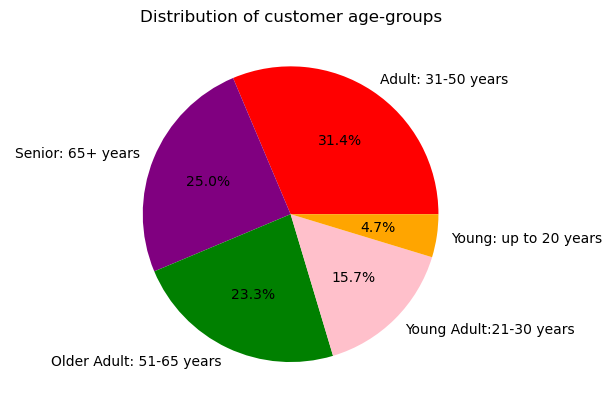 Distribution of customer age-groups
Adult: 31-50 years
31.4%
Senior: 65+ years
25.0%
4.7%
Young: up to 20 years
15.7%
23.3%
Young Adult:21-30 years
Older Adult: 51-65 years